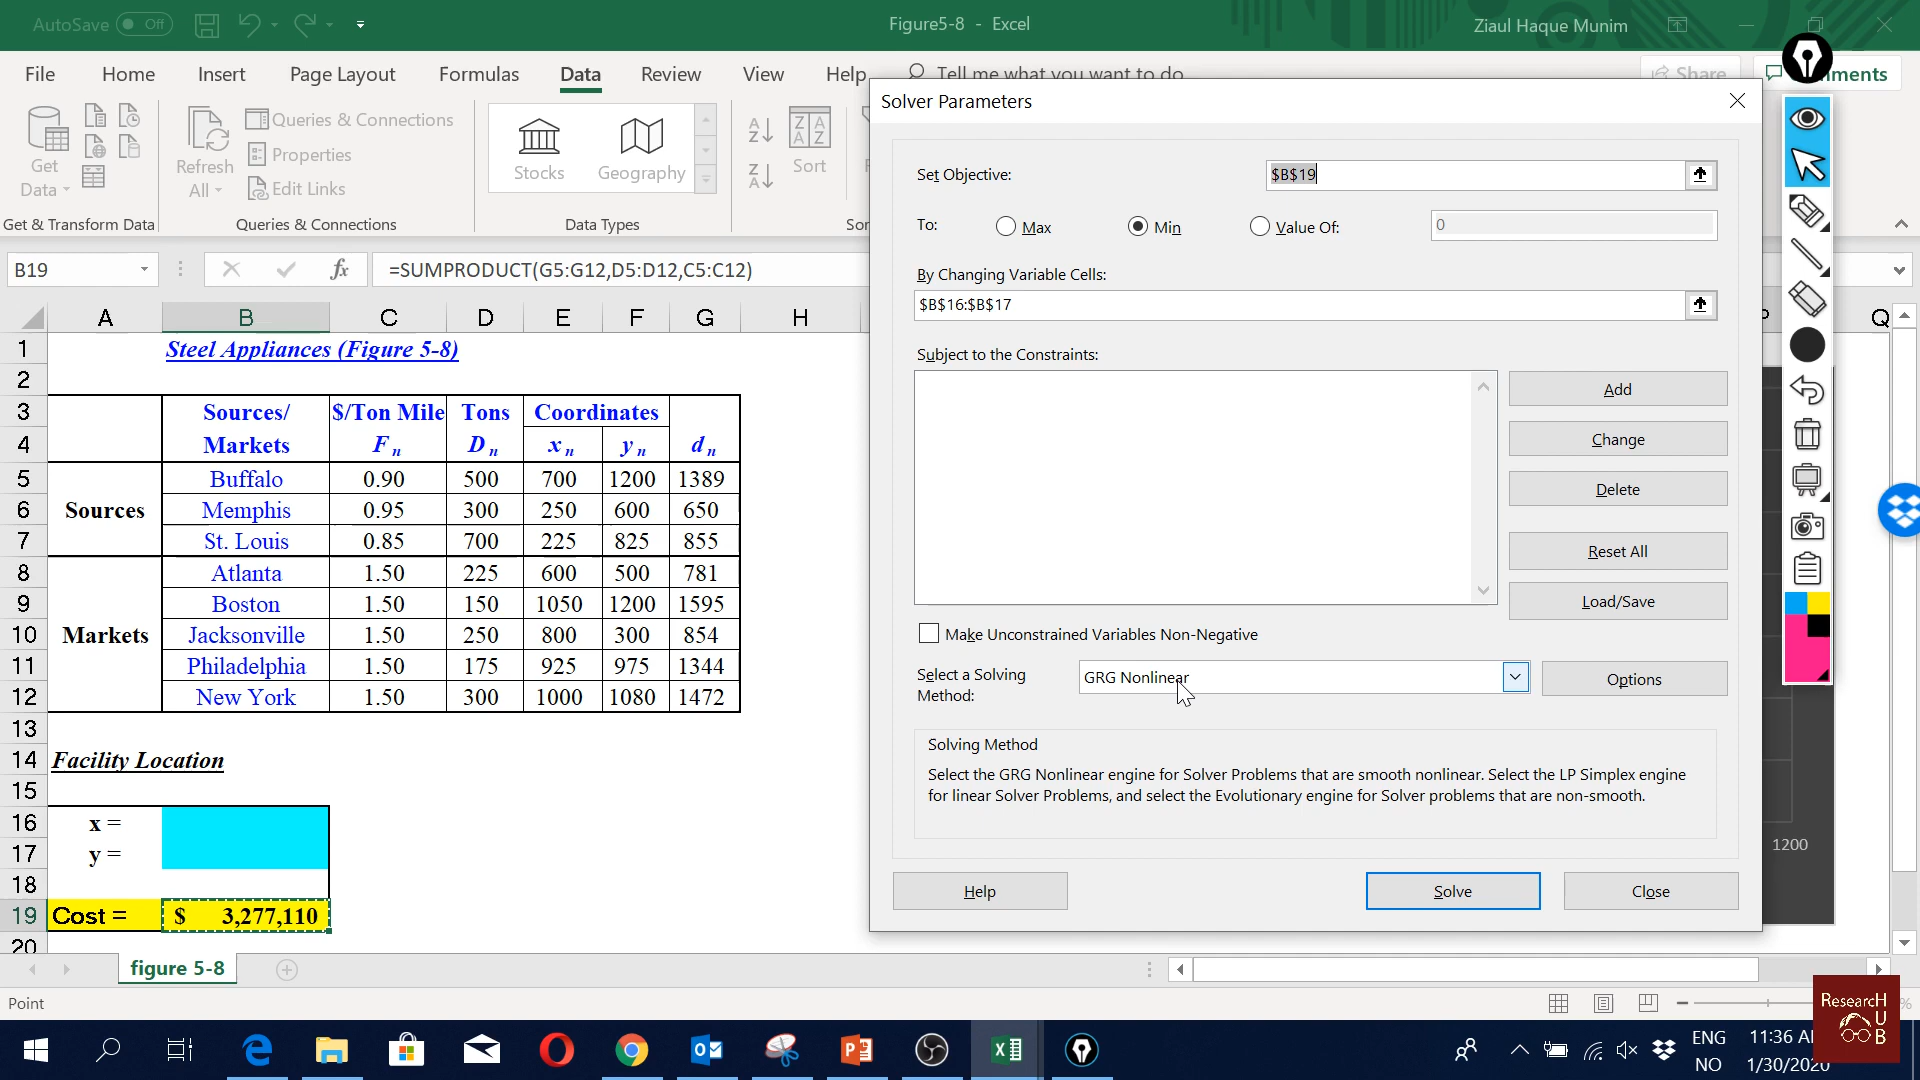 AutoSave Off
Figure5-8 - Excel
Ziaul Haque Munim
File Home Insert Page Layout Formulas Data Review View Help Tell me what you want to do
Share
Get Data
Refresh All
Queries & Connections
Properties
Edit Links
Stocks Geography
Sort
Get & Transform Data Queries & Connections Data Types
B19 fx =SUMPRODUCT(G5:G12,D5:D12,C5:C12)
A B C D E F G H Q
1 Steel Appliances (Figure 5-8)
2
3 Sources/ $/Ton Mile Tons Coordinates
4 Markets F n D n x n y n d n
5 Buffalo 0.90 500 700 1200 1389
6 Sources Memphis 0.95 300 250 600 650
7 St. Louis 0.85 700 225 825 855
8 Atlanta 1.50 225 600 500 781
9 Boston 1.50 150 1050 1200 1595
10 Markets Jacksonville 1.50 250 800 300 854
11 Philadelphia 1.50 175 925 975 1344
12 New York 1.50 300 1000 1080 1472
13
14 Facility Location
15
16 x =
17 y =
18
19 Cost = $ 3,277,110
20
Solver Parameters
Set Objective: $B$19
To: Max Min Value Of: 0
By Changing Variable Cells:
$B$16:$B$17
Subject to the Constraints:
Add
Change
Delete
Reset All
Load/Save
Make Unconstrained Variables Non-Negative
Select a Solving Method: GRG Nonlinear Options
Solving Method
Select the GRG Nonlinear engine for Solver Problems that are smooth nonlinear. Select the LP Simplex engine
for linear Solver Problems, and select the Evolutionary engine for Solver problems that are non-smooth.
Help Solve Close
1200
figure 5-8
Point
ResearcH
U
B
ENG
NO
11:36
1/30/2020